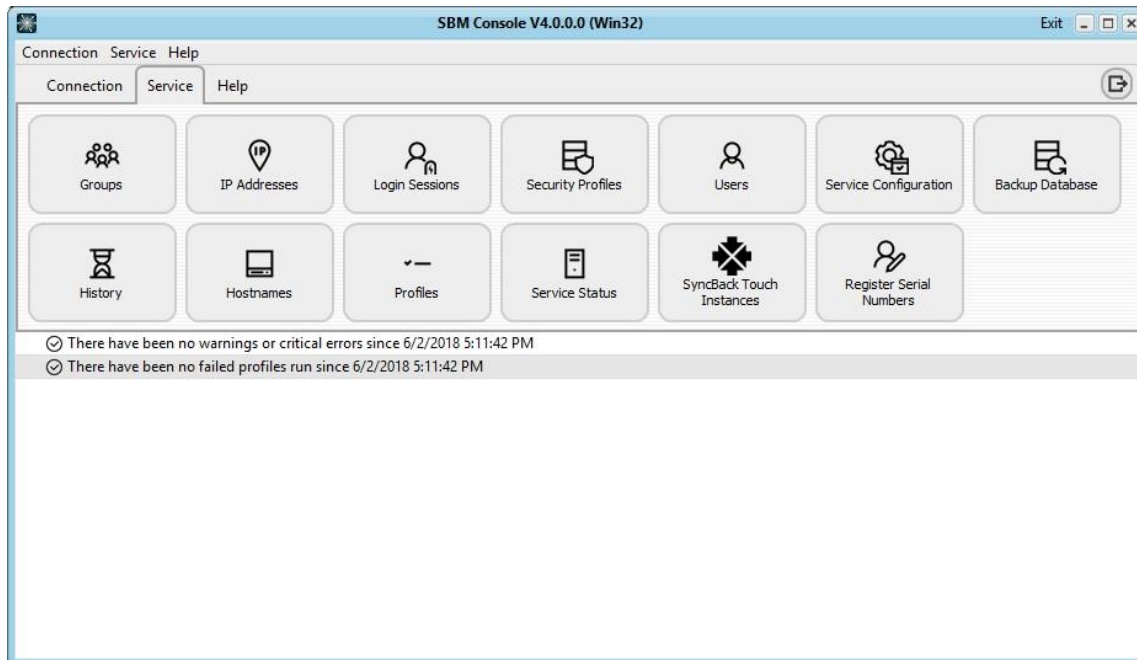 SBM Console V4.0.0.0 (Win32)
Exit
Connection Service Help
Connection Service Help
Groups
IP
IP Addresses
Login Sessions
Security Profiles
Users
Service Configuration
Backup Database
History
Hostnames
Profiles
Service Status
SyncBack Touch
Instances
Register Serial
Numbers
There have been no warnings or critical errors since 6/2/2018 5:11:42 PM
There have been no failed profiles run since 6/2/2018 5:11:42 PM